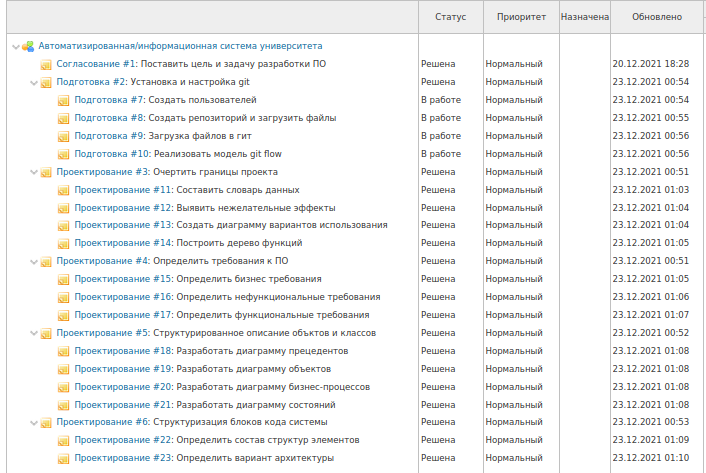 Статус Приоритет Назначена Обновлено
Автоматизированная/информационная система университета
Согласование #1: Поставить цель и задачу разработки ПО Решена Нормальный 20.12.2021 18:28
Подготовка #2: Установка и настройка git Решена Нормальный 23.12.2021 00:54
Подготовка #7: Создать пользователей В работе Нормальный 23.12.2021 00:54
Подготовка #8: Создать репозиторий и загрузить файлы В работе Нормальный 23.12.2021 00:55
Подготовка #9: Загрузка файлов в гит В работе Нормальный 23.12.2021 00:56
Подготовка #10: Реализовать модель git flow В работе Нормальный 23.12.2021 00:56
Проектирование #3: Очертить границы проекта Решена Нормальный 23.12.2021 00:51
Проектирование #11: Составить словарь данных Решена Нормальный 23.12.2021 01:03
Проектирование #12: Выявить нежелательные эффекты Решена Нормальный 23.12.2021 01:04
Проектирование #13: Создать диаграмму вариантов использования Решена Нормальный 23.12.2021 01:04
Проектирование #14: Построить дерево функций Решена Нормальный 23.12.2021 01:05
Проектирование #4: Определить требования к ПО Решена Нормальный 23.12.2021 00:51
Проектирование #15: Определить бизнес требования Решена Нормальный 23.12.2021 01:05
Проектирование #16: Определить нефункциональные требования Решена Нормальный 23.12.2021 01:06
Проектирование #17: Определить функциональные требования Решена Нормальный 23.12.2021 01:07
Проектирование #5: Структурированное описание объктов и классов Решена Нормальный 23.12.2021 00:52
Проектирование #18: Разработать диаграмму прецедентов Решена Нормальный 23.12.2021 01:08
Проектирование #19: Разработать диаграмму объектов Решена Нормальный 23.12.2021 01:08
Проектирование #20: Разработать диаграмму бизнес-процессов Решена Нормальный 23.12.2021 01:08
Проектирование #21: Разработать диаграмму состояний Решена Нормальный 23.12.2021 01:08
Проектирование #6: Структуризация блоков кода системы Решена Нормальный 23.12.2021 00:53
Проектирование #22: Определить состав структур элементов Решена Нормальный 23.12.2021 01:09
Проектирование #23: Определить вариант архитектуры Решена Нормальный 23.12.2021 01:10